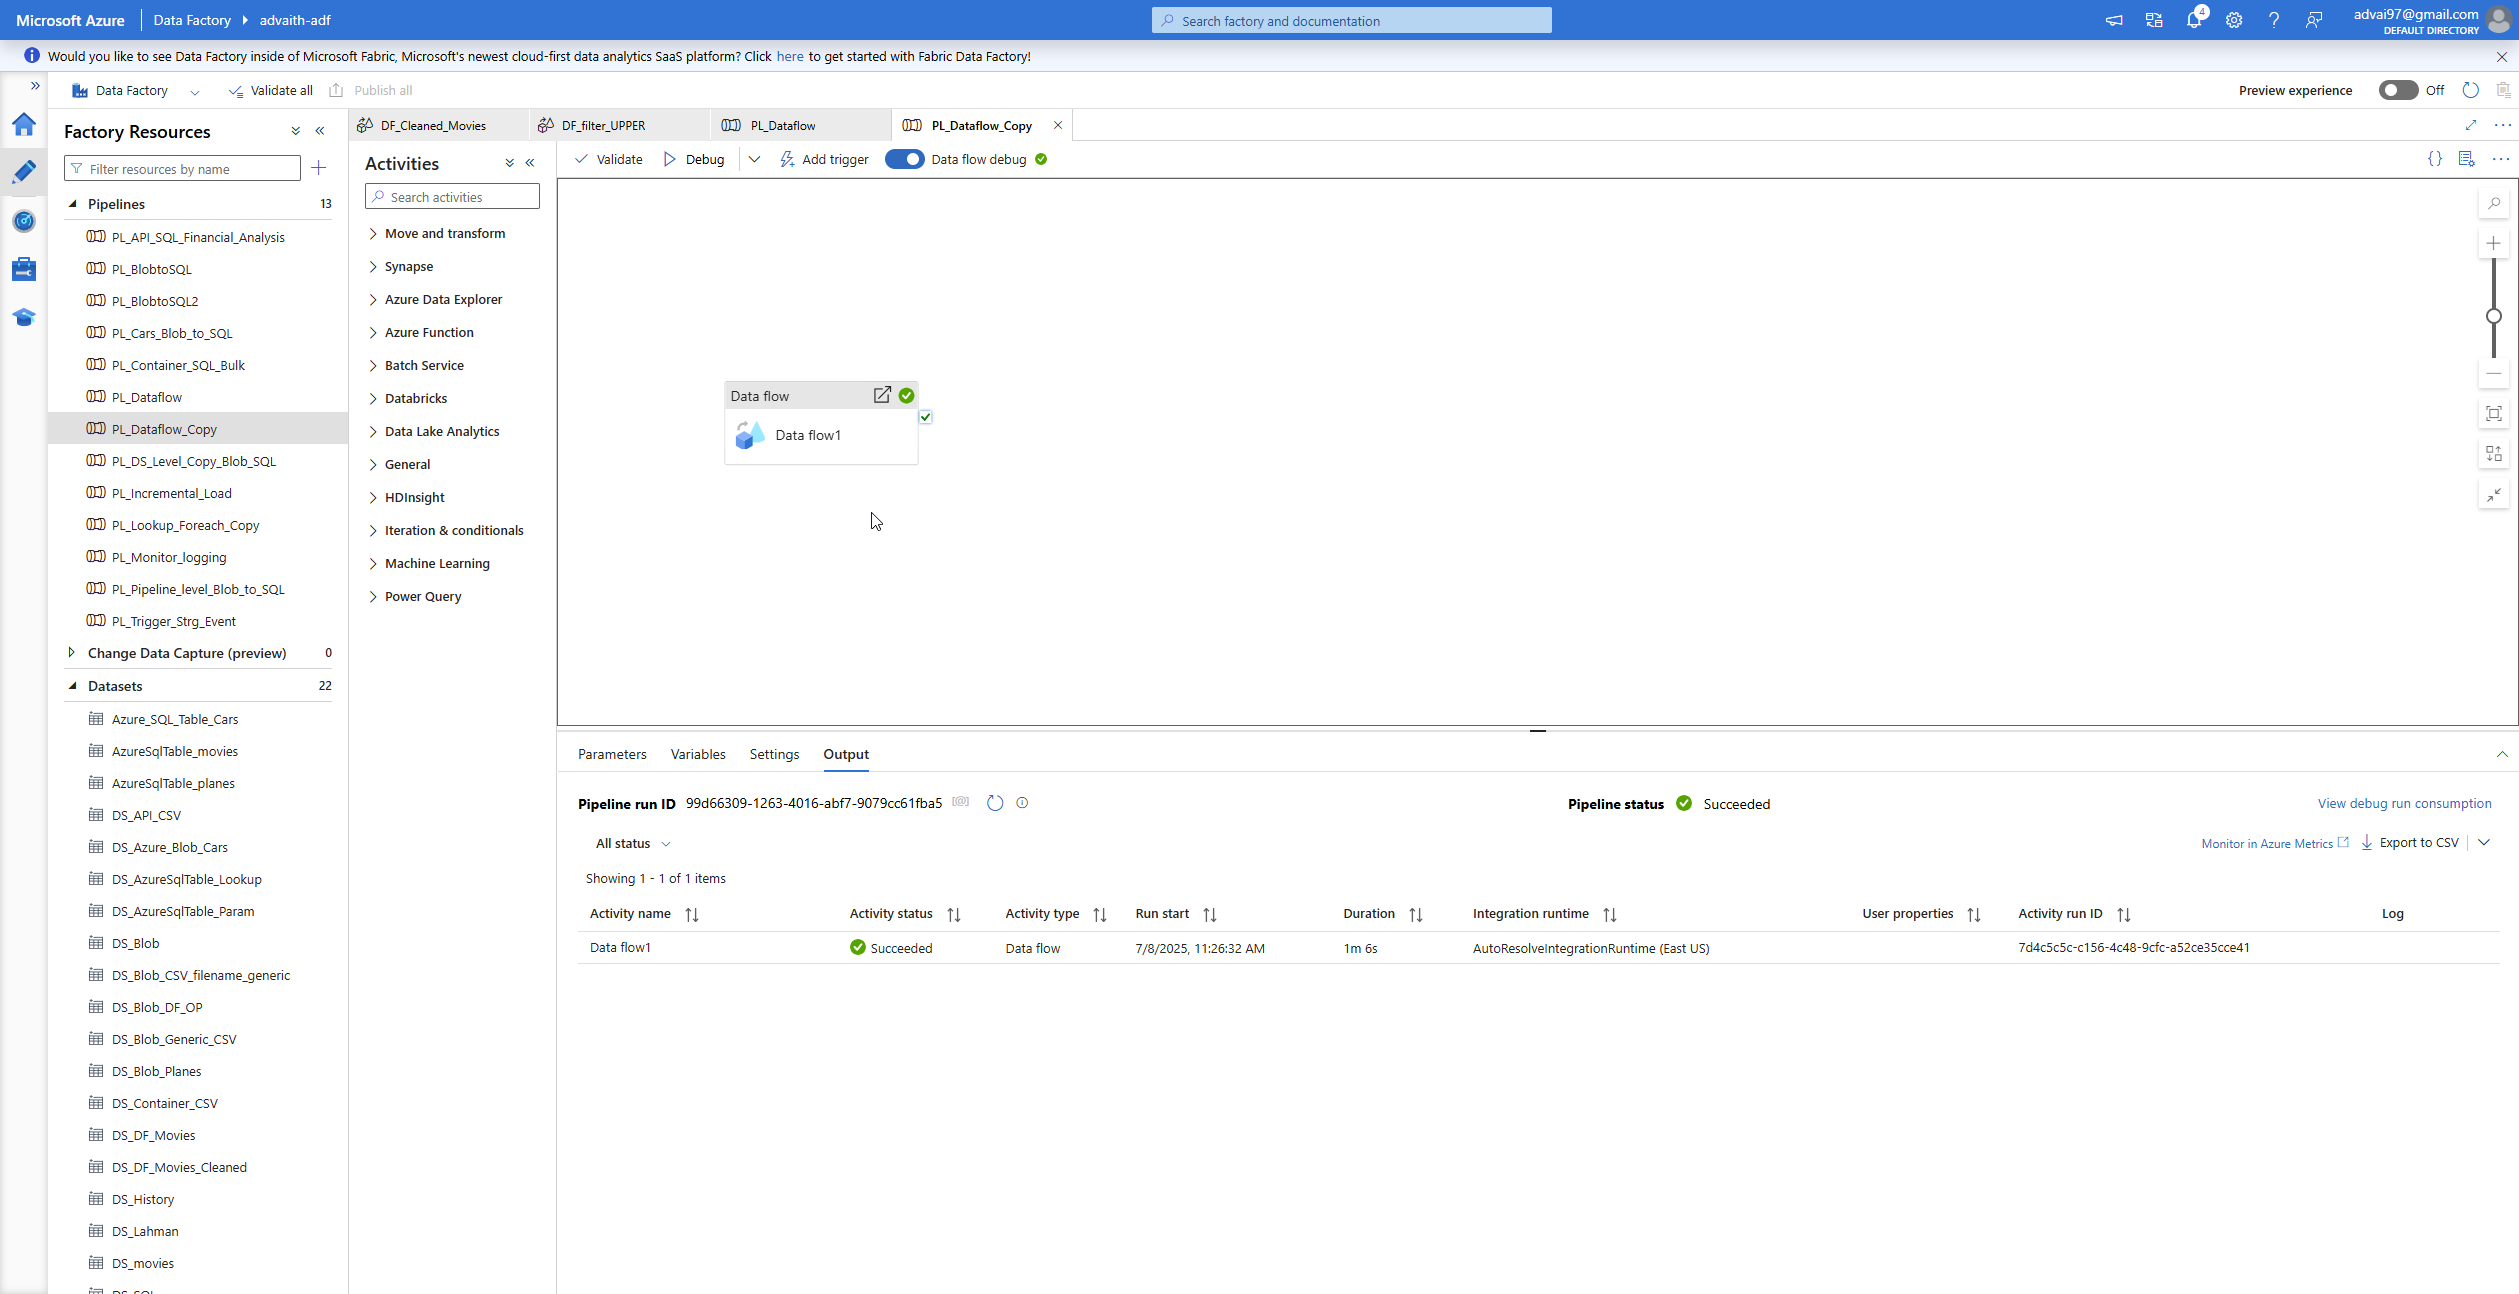 Microsoft Azure
Data Factory
advaith-adf
Search factory and documentation
4
advai97@gmail.com
DEFAULT DIRECTORY
Would you like to see Data Factory inside of Microsoft Fabric, Microsoft's newest cloud-first data analytics SaaS platform? Click here to get started with Fabric Data Factory!
Data Factory
Validate all
Publish all
Preview experience
Off
Factory Resources
Filter resources by name
Pipelines 13
PL_API_SQL_Financial_Analysis
PL_BlobtoSQL
PL_BlobtoSQL2
PL_Cars_Blob_to_SQL
PL_Container_SQL_Bulk
PL_Dataflow
PL_Dataflow_Copy
PL_DS_Level_Copy_Blob_SQL
PL_Incremental_Load
PL_Lookup_Foreach_Copy
PL_Monitor_logging
PL_Pipeline_level_Blob_to_SQL
PL_Trigger_Strg_Event
Change Data Capture (preview) 0
Datasets 22
Azure_SQL_Table_Cars
AzureSqlTable_movies
AzureSqlTable_planes
DS_API_CSV
DS_Azure_Blob_Cars
DS_AzureSqlTable_Lookup
DS_AzureSqlTable_Param
DS_Blob
DS_Blob_CSV_filename_generic
DS_Blob_DF_OP
DS_Blob_Generic_CSV
DS_Blob_Planes
DS_Container_CSV
DS_DF_Movies
DS_DF_Movies_Cleaned
DS_History
DS_Lahman
DS_movies
DF_Cleaned_Movies
DF_filter_UPPER
PL_Dataflow
PL_Dataflow_Copy
Activities
Search activities
Move and transform
Synapse
Azure Data Explorer
Azure Function
Batch Service
Databricks
Data Lake Analytics
General
HDInsight
Iteration & conditionals
Machine Learning
Power Query
Validate
Debug
Add trigger
Data flow debug
Data flow
Data flow1
Parameters
Variables
Settings
Output
Pipeline run ID 99d66309-1263-4016-abf7-9079cc61fba5
Pipeline status Succeeded
View debug run consumption
All status
Monitor in Azure Metrics
Export to CSV
Showing 1 - 1 of 1 items
Activity name Activity status Activity type Run start Duration Integration runtime User properties Activity run ID Log
Data flow1 Succeeded Data flow 7/8/2025, 11:26:32 AM 1m 6s AutoResolveIntegrationRuntime (East US) 7d4c5c5c-c156-4c48-9cfc-a52ce35cce41